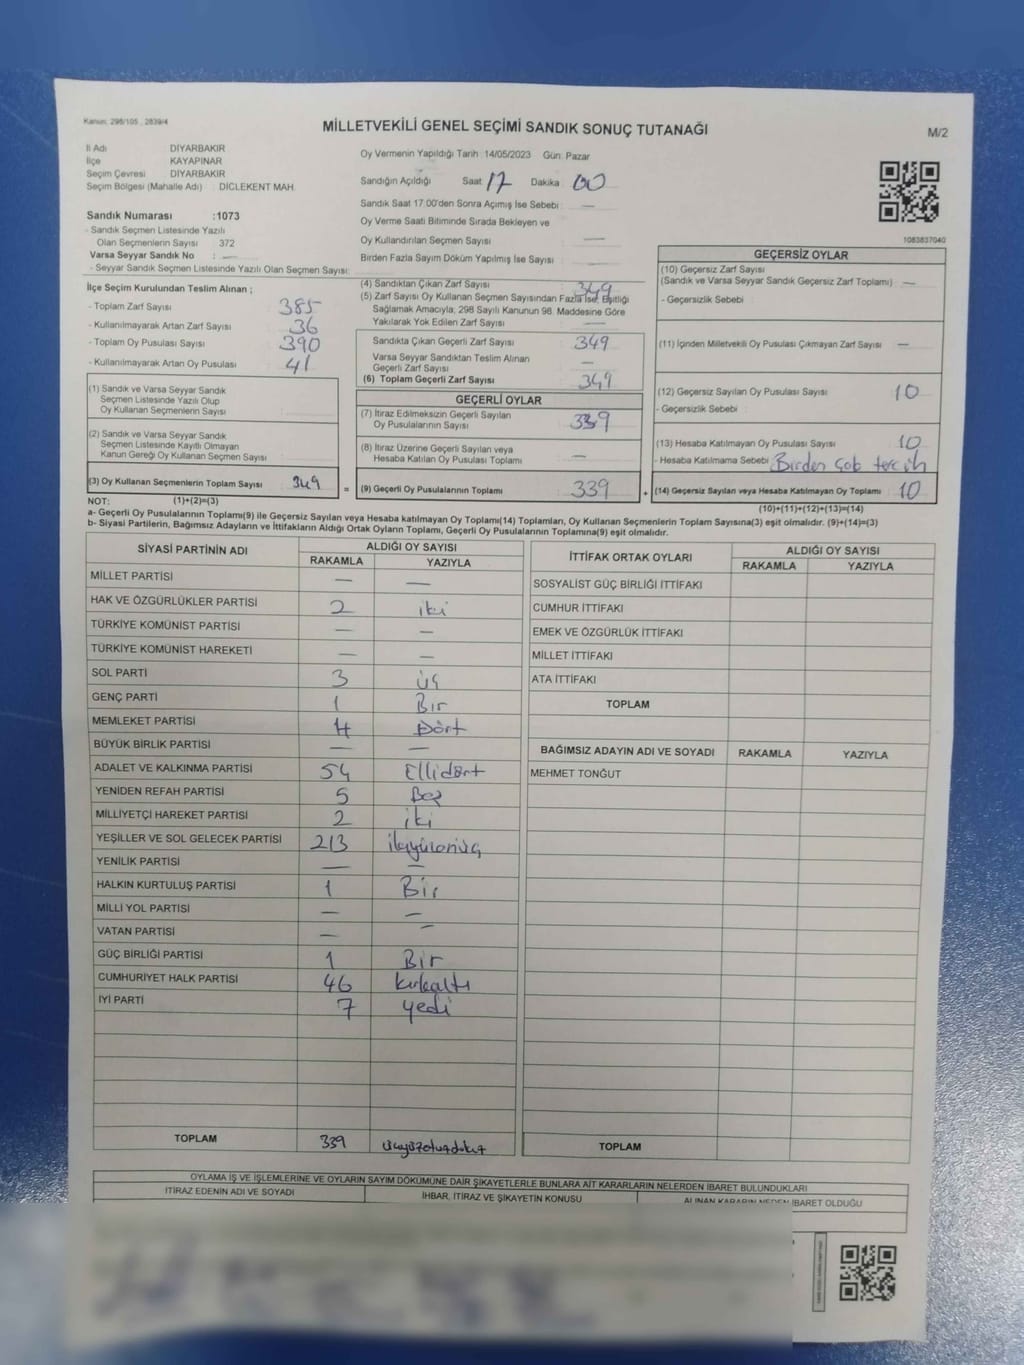 Kanun: 298/105 , 2839/4
MİLLETVEKİLİ GENEL SEÇİMİ SANDIK SONUÇ TUTANAĞI
M/2
İl Adı DİYARBAKIR
İlçe KAYAPINAR
Seçim Çevresi DİYARBAKIR
Seçim Bölgesi (Mahalle Adı) : DİCLEKENT MAH.
Oy Vermenin Yapıldığı Tarih :14/05/2023 Gün: Pazar
Sandığın Açıldığı Saat 17 Dakika : 00
Sandık Saat 17.00'den Sonra Açımış İse Sebebi : —
Oy Verme Saati Bitiminde Sırada Bekleyen ve
Oy Kullandırılan Seçmen Sayısı : —
Birden Fazla Sayım Döküm Yapılmış İse Sayısı : —
Sandık Numarası :1073
- Sandık Seçmen Listesinde Yazılı
Olan Seçmenlerin Sayısı 372
Varsa Seyyar Sandık No : —
- Seyyar Sandık Seçmen Listesinde Yazılı Olan Seçmen Sayısı:
1083837040
İlçe Seçim Kurulundan Teslim Alınan ;
- Toplam Zarf Sayısı 385
- Kullanılmayarak Artan Zarf Sayısı 36
- Toplam Oy Pusulası Sayısı 390
- Kullanılmayarak Artan Oy Pusulası 41
(1) Sandık ve Varsa Seyyar Sandık
Seçmen Listesinde Yazılı Olup
Oy Kullanan Seçmenlerin Sayısı :
(2) Sandık ve Varsa Seyyar Sandık
Seçmen Listesinde Kayıtlı Olmayan
Kanun Gereği Oy Kullanan Seçmen Sayısı :
(3) Oy Kullanan Seçmenlerin Toplam Sayısı 349 =
(4) Sandıktan Çıkan Zarf Sayısı 349
(5) Zarf Sayısı Oy Kullanan Seçmen Sayısından Fazla İse, Eşitliği
Sağlamak Amacıyla; 298 Sayılı Kanunun 98. Maddesine Göre
Yakılarak Yok Edilen Zarf Sayısı : —
Sandıkta Çıkan Geçerli Zarf Sayısı 349
Varsa Seyyar Sandıktan Teslim Alınan
Geçerli Zarf Sayısı : —
(6) Toplam Geçerli Zarf Sayısı 349
GEÇERLİ OYLAR
(7) İtiraz Edilmeksizin Geçerli Sayılan
Oy Pusulalarının Sayısı : 339
(8) İtiraz Üzerine Geçerli Sayılan veya
Hesaba Katılan Oy Pusulası Toplamı : —
(9) Geçerli Oy Pusulalarının Toplamı 339 +
GEÇERSİZ OYLAR
(10) Geçersiz Zarf Sayısı
(Sandık ve Varsa Seyyar Sandık Geçersiz Zarf Toplamı) : —
- Geçersizlik Sebebi :
(11) İçinden Milletvekili Oy Pusulası Çıkmayan Zarf Sayısı : —
(12) Geçersiz Sayılan Oy Pusulası Sayısı : 10
- Geçersizlik Sebebi :
(13) Hesaba Katılmayan Oy Pusulası Sayısı : 10
- Hesaba Katılmama Sebebi : Birden çob tercih
(14) Geçersiz Sayılan veya Hesaba Katılmayan Oy Toplamı : 10
NOT: (1)+(2)=(3)
(10)+(11)+(12)+(13)=(14)
a- Geçerli Oy Pusulalarının Toplamı(9) ile Geçersiz Sayılan veya Hesaba katılmayan Oy Toplamı(14) Toplamları, Oy Kullanan Seçmenlerin Toplam Sayısına(3) eşit olmalıdır. (9)+(14)=(3)
b- Siyasi Partilerin, Bağımsız Adayların ve İttifakların Aldığı Ortak Oyların Toplamı, Geçerli Oy Pusulalarının Toplamına(9) eşit olmalıdır.
SİYASİ PARTİNİN ADI ALDIĞI OY SAYISI
RAKAMLA YAZIYLA
MİLLET PARTİSİ — —
HAK VE ÖZGÜRLÜKLER PARTİSİ 2 iki
TÜRKİYE KOMÜNİST PARTİSİ — —
TÜRKİYE KOMÜNİST HAREKETİ — —
SOL PARTİ 3 üç
GENÇ PARTİ 1 Bir
MEMLEKET PARTİSİ 4 Dört
BÜYÜK BİRLİK PARTİSİ — —
ADALET VE KALKINMA PARTİSİ 54 Ellidört
YENİDEN REFAH PARTİSİ 5 Beş
MİLLİYETÇİ HAREKET PARTİSİ 2 iki
YEŞİLLER VE SOL GELECEK PARTİSİ 213 ikiyüzonüç
YENİLİK PARTİSİ — —
HALKIN KURTULUŞ PARTİSİ 1 Bir
MİLLİ YOL PARTİSİ — —
VATAN PARTİSİ — —
GÜÇ BİRLİĞİ PARTİSİ 1 Bir
CUMHURİYET HALK PARTİSİ 46 kırkaltı
İYİ PARTİ 7 yedi
TOPLAM 339 üçyüzotuzdokuz
İTTİFAK ORTAK OYLARI ALDIĞI OY SAYISI
RAKAMLA YAZIYLA
SOSYALİST GÜÇ BİRLİĞİ İTTİFAKI
CUMHUR İTTİFAKI
EMEK VE ÖZGÜRLÜK İTTİFAKI
MİLLET İTTİFAKI
ATA İTTİFAKI
TOPLAM
BAĞIMSIZ ADAYIN ADI VE SOYADI RAKAMLA YAZIYLA
MEHMET TONĞUT
TOPLAM
OYLAMA İŞ VE İŞLEMLERİNE VE OYLARIN SAYIM DÖKÜMÜNE DAİR ŞİKAYETLERLE BUNLARA AİT KARARLARIN NELERDEN İBARET BULUNDUKLARI
İTİRAZ EDENİN ADI VE SOYADI İHBAR, İTİRAZ VE ŞİKAYETİN KONUSU ALINAN KARARIN NEDEN İBARET OLDUĞU